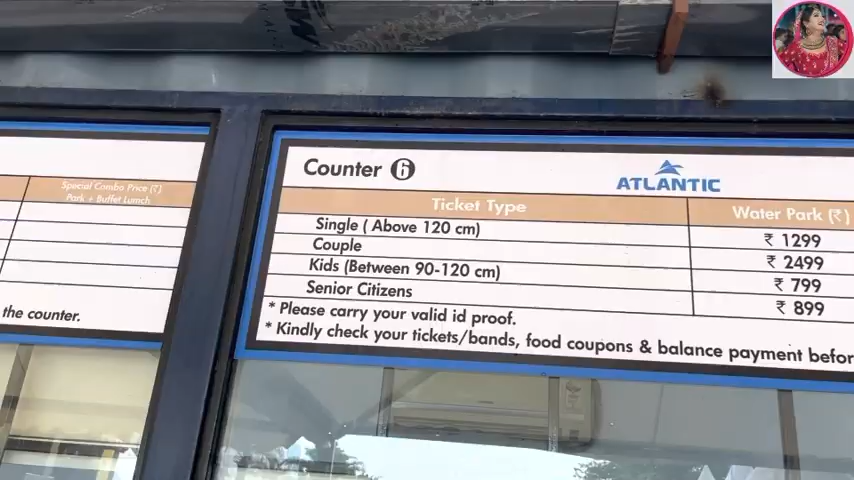 Special Combo Price (₹)
Park + Buffet Lunch
the counter.
Counter 6
ATLANTIC
Ticket Type Water Park (₹)
Single ( Above 120 cm) ₹ 1299
Couple ₹ 2499
Kids (Between 90-120 cm) ₹ 799
Senior Citizens ₹ 899
* Please carry your valid id proof.
* Kindly check your tickets/bands, food coupons & balance payment befor